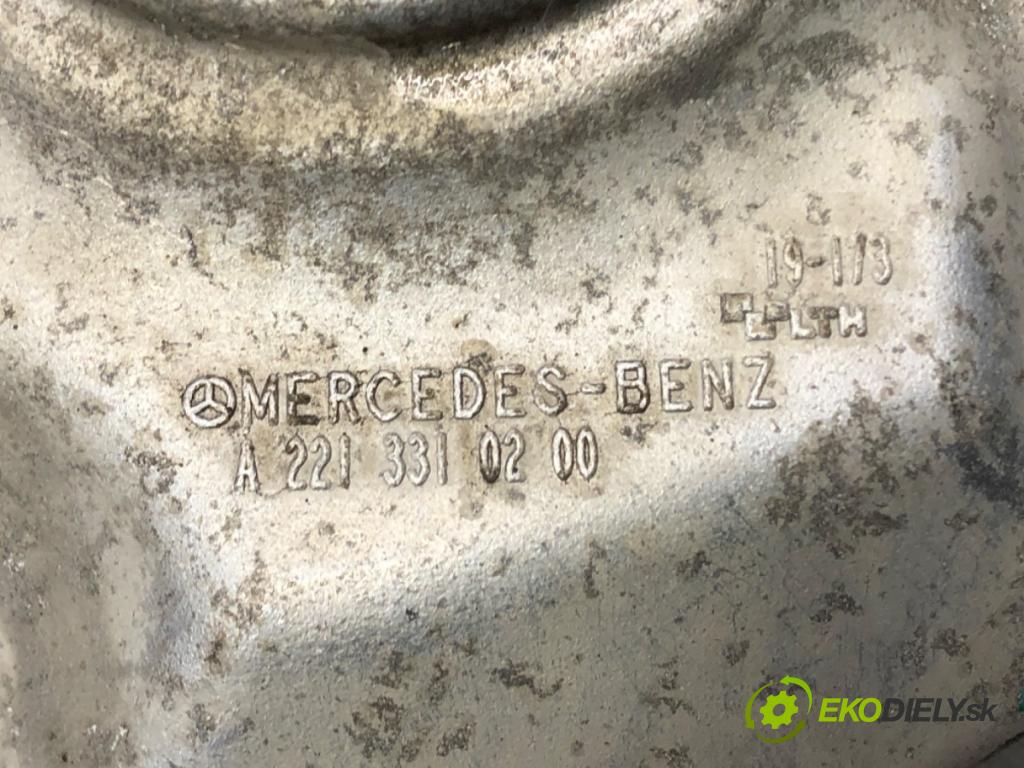 19-1/3
LTH
MERCEDES-BENZ
A 221 331 02 00
EKODIELY.sk